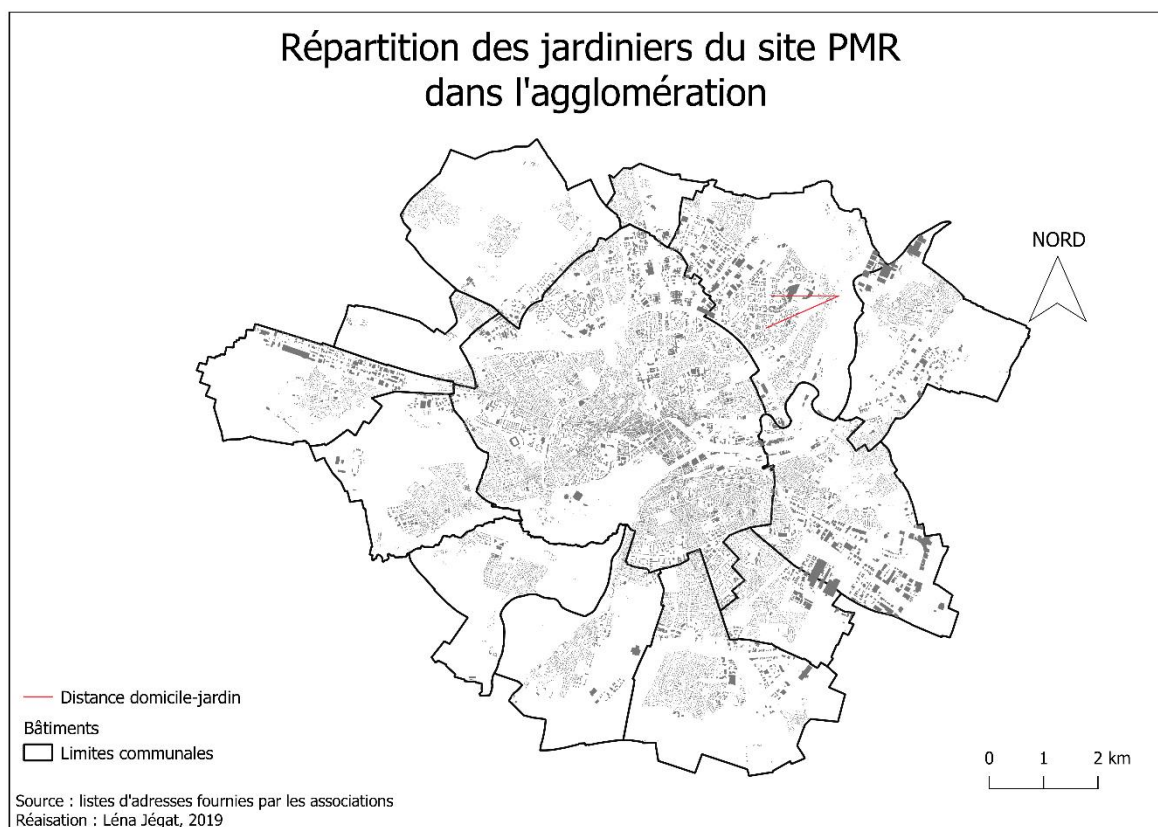 Répartition des jardiniers du site PMR
dans l'agglomération
NORD
Distance domicile-jardin
Bâtiments
Limites communales
0 1 2 km
Source : listes d'adresses fournies par les associations
Réaisation : Léna Jégat, 2019